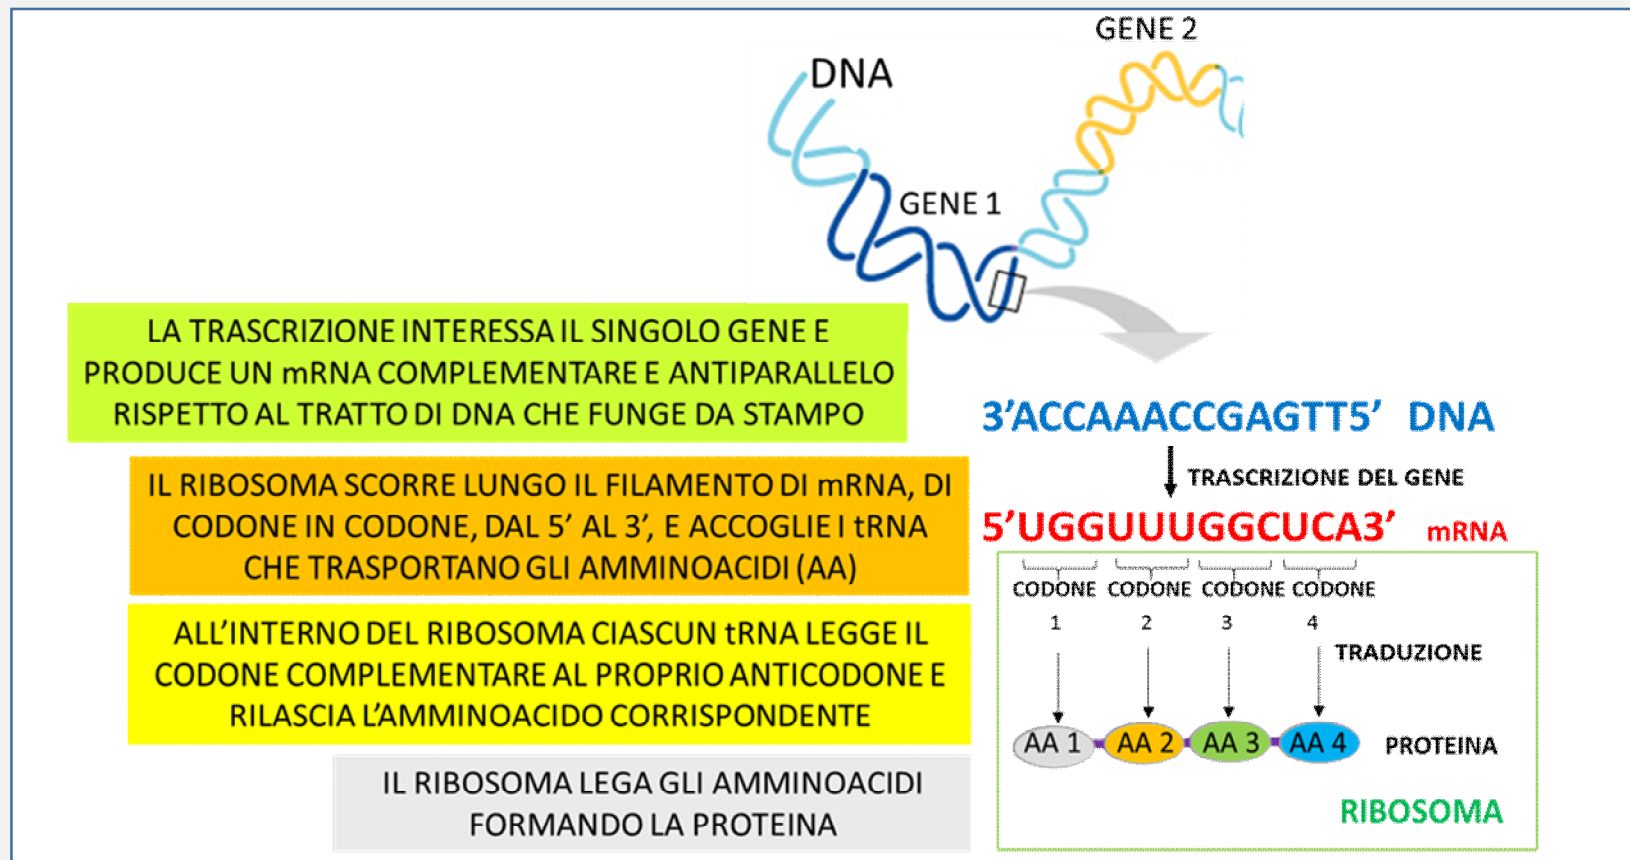 GENE 2
DNA
GENE 1
LA TRASCRIZIONE INTERESSA IL SINGOLO GENE E
PRODUCE UN mRNA COMPLEMENTARE E ANTIPARALLELO
RISPETTO AL TRATTO DI DNA CHE FUNGE DA STAMPO
3’ACCAAACCGAGTT5’ DNA
TRASCRIZIONE DEL GENE
IL RIBOSOMA SCORRE LUNGO IL FILAMENTO DI mRNA, DI
CODONE IN CODONE, DAL 5’ AL 3’, E ACCOGLIE I tRNA
CHE TRASPORTANO GLI AMMINOACIDI (AA)
5’UGGUUUGGCUCA3’ mRNA
CODONE CODONE CODONE CODONE
1 2 3 4
ALL’INTERNO DEL RIBOSOMA CIASCUN tRNA LEGGE IL
CODONE COMPLEMENTARE AL PROPRIO ANTICODONE E
RILASCIA L’AMMINOACIDO CORRISPONDENTE
TRADUZIONE
AA 1 AA 2 AA 3 AA 4 PROTEINA
IL RIBOSOMA LEGA GLI AMMINOACIDI
FORMANDO LA PROTEINA
RIBOSOMA